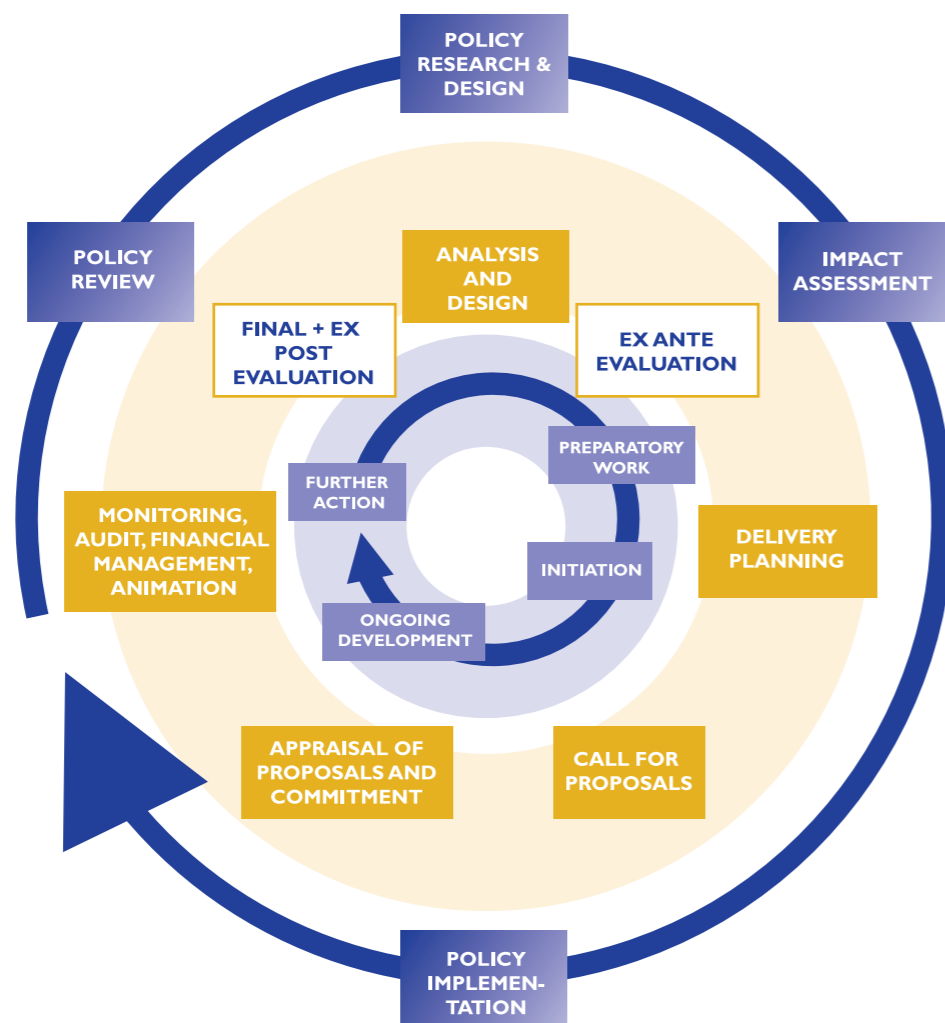 POLICY
RESEARCH &
DESIGN
POLICY
REVIEW
IMPACT
ASSESSMENT
ANALYSIS
AND
DESIGN
FINAL + EX
POST
EVALUATION
EX ANTE
EVALUATION
PREPARATORY
WORK
FURTHER
ACTION
MONITORING,
AUDIT, FINANCIAL
MANAGEMENT,
ANIMATION
DELIVERY
PLANNING
INITIATION
ONGOING
DEVELOPMENT
APPRAISAL OF
PROPOSALS AND
COMMITMENT
CALL FOR
PROPOSALS
POLICY
IMPLEMEN-
TATION